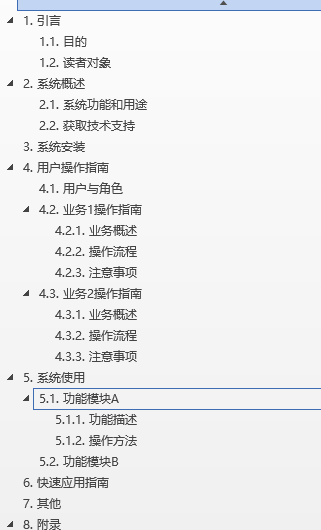 1. 引言
1.1. 目的
1.2. 读者对象
2. 系统概述
2.1. 系统功能和用途
2.2. 获取技术支持
3. 系统安装
4. 用户操作指南
4.1. 用户与角色
4.2. 业务1操作指南
4.2.1. 业务概述
4.2.2. 操作流程
4.2.3. 注意事项
4.3. 业务2操作指南
4.3.1. 业务概述
4.3.2. 操作流程
4.3.3. 注意事项
5. 系统使用
5.1. 功能模块A
5.1.1. 功能描述
5.1.2. 操作方法
5.2. 功能模块B
6. 快速应用指南
7. 其他
8. 附录